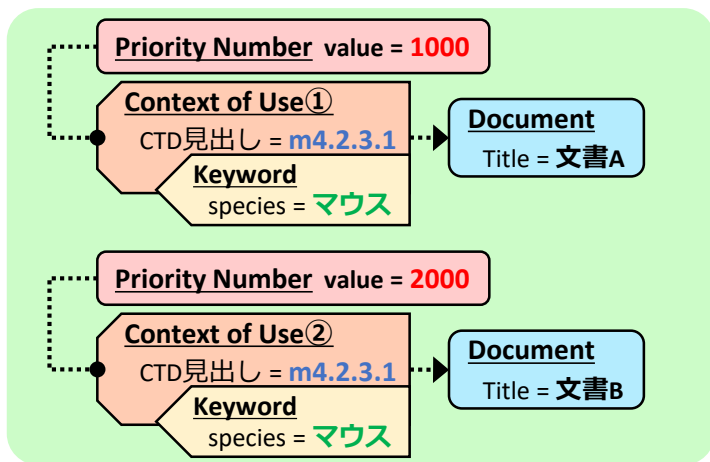 Priority Number value = 1000
Context of Use①
CTD見出し = m4.2.3.1
Keyword
species = マウス
Document
Title = 文書A
Priority Number value = 2000
Context of Use②
CTD見出し = m4.2.3.1
Keyword
species = マウス
Document
Title = 文書B